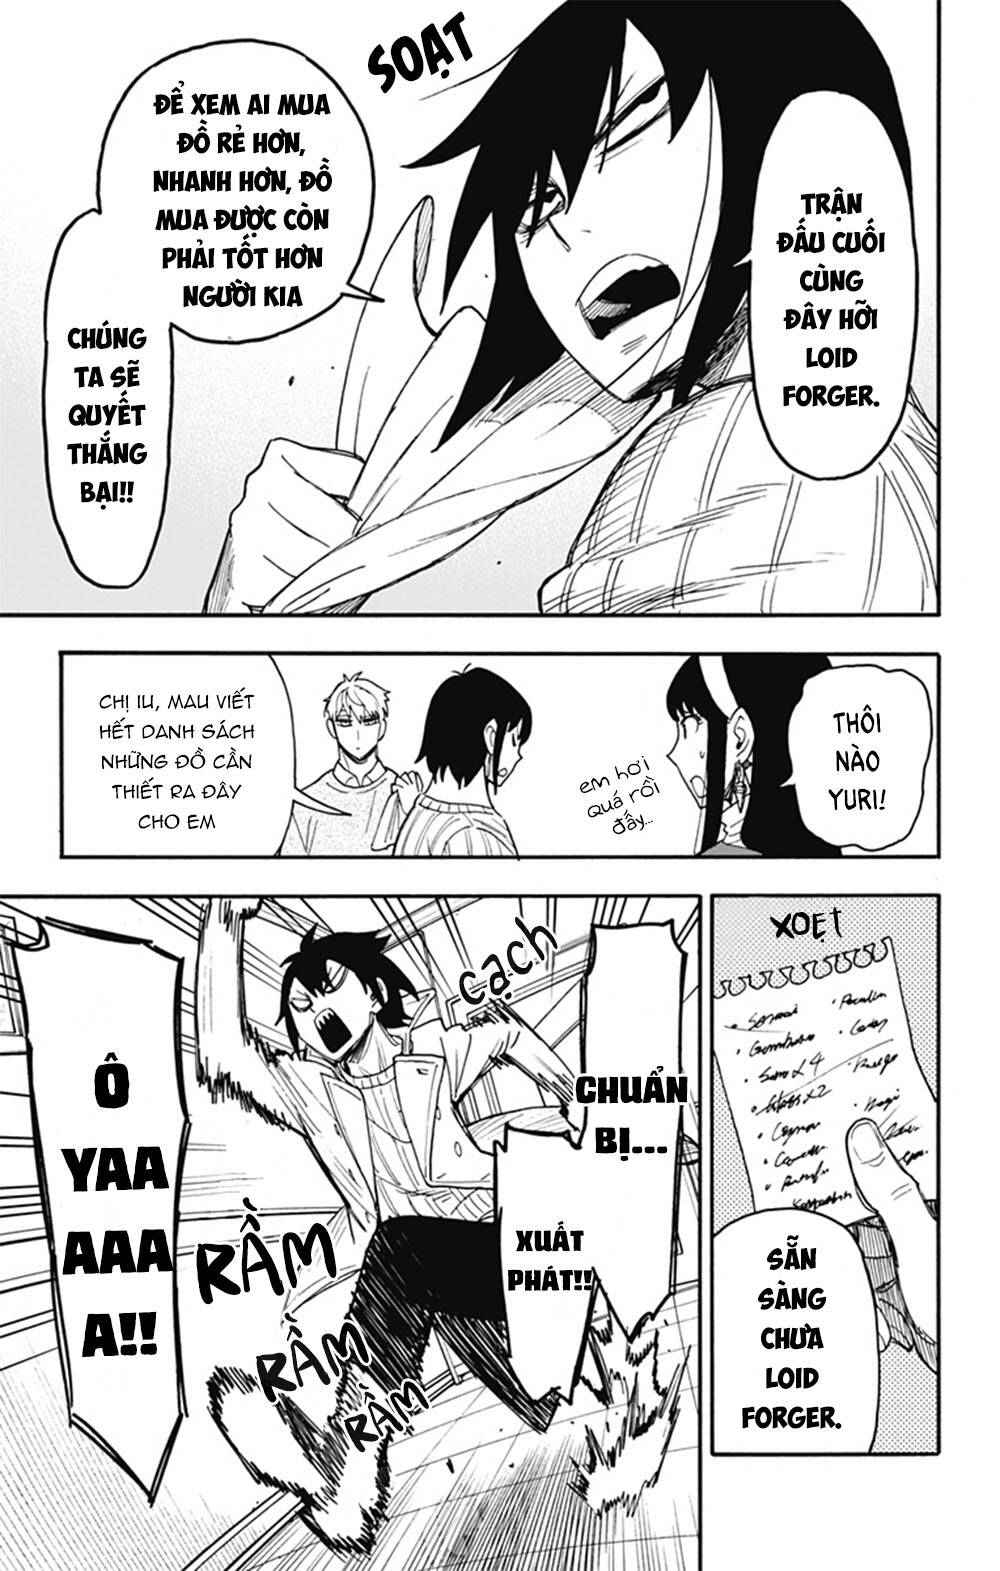 TRẬN
ĐẤU CUỐI
CÙNG
ĐÂY HỠI
LOID
FORGER.
SOẠT
ĐỂ XEM AI MUA
ĐỒ RẺ HƠN,
NHANH HƠN, ĐỒ
MUA ĐƯỢC CÒN
PHẢI TỐT HƠN
NGƯỜI KIA
CHÚNG
TA SẼ
QUYẾT
THẮNG
BẠI!!
THÔI
NÀO
YURI!
em hơi
quá rồi
đấy...
CHỊ IU, MAU VIẾT
HẾT DANH SÁCH
NHỮNG ĐỒ CẦN
THIẾT RA ĐÂY
CHO EM
XOẸT
SẴN
SÀNG
CHƯA
LOID
FORGER.
CHUẨN
BỊ...
XUẤT
PHÁT!!
CẠCH
RẦM
RẦM
RẦM
Ô
YAA
AAA
A!!